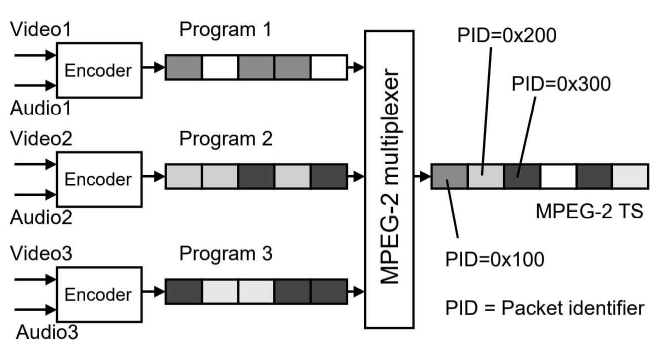 Video1
Program 1
Encoder
Audio1
Video2
Program 2
Encoder
Audio2
Video3
Program 3
Encoder
Audio3
MPEG-2 multiplexer
PID=0x200
PID=0x300
MPEG-2 TS
PID=0x100
PID = Packet identifier